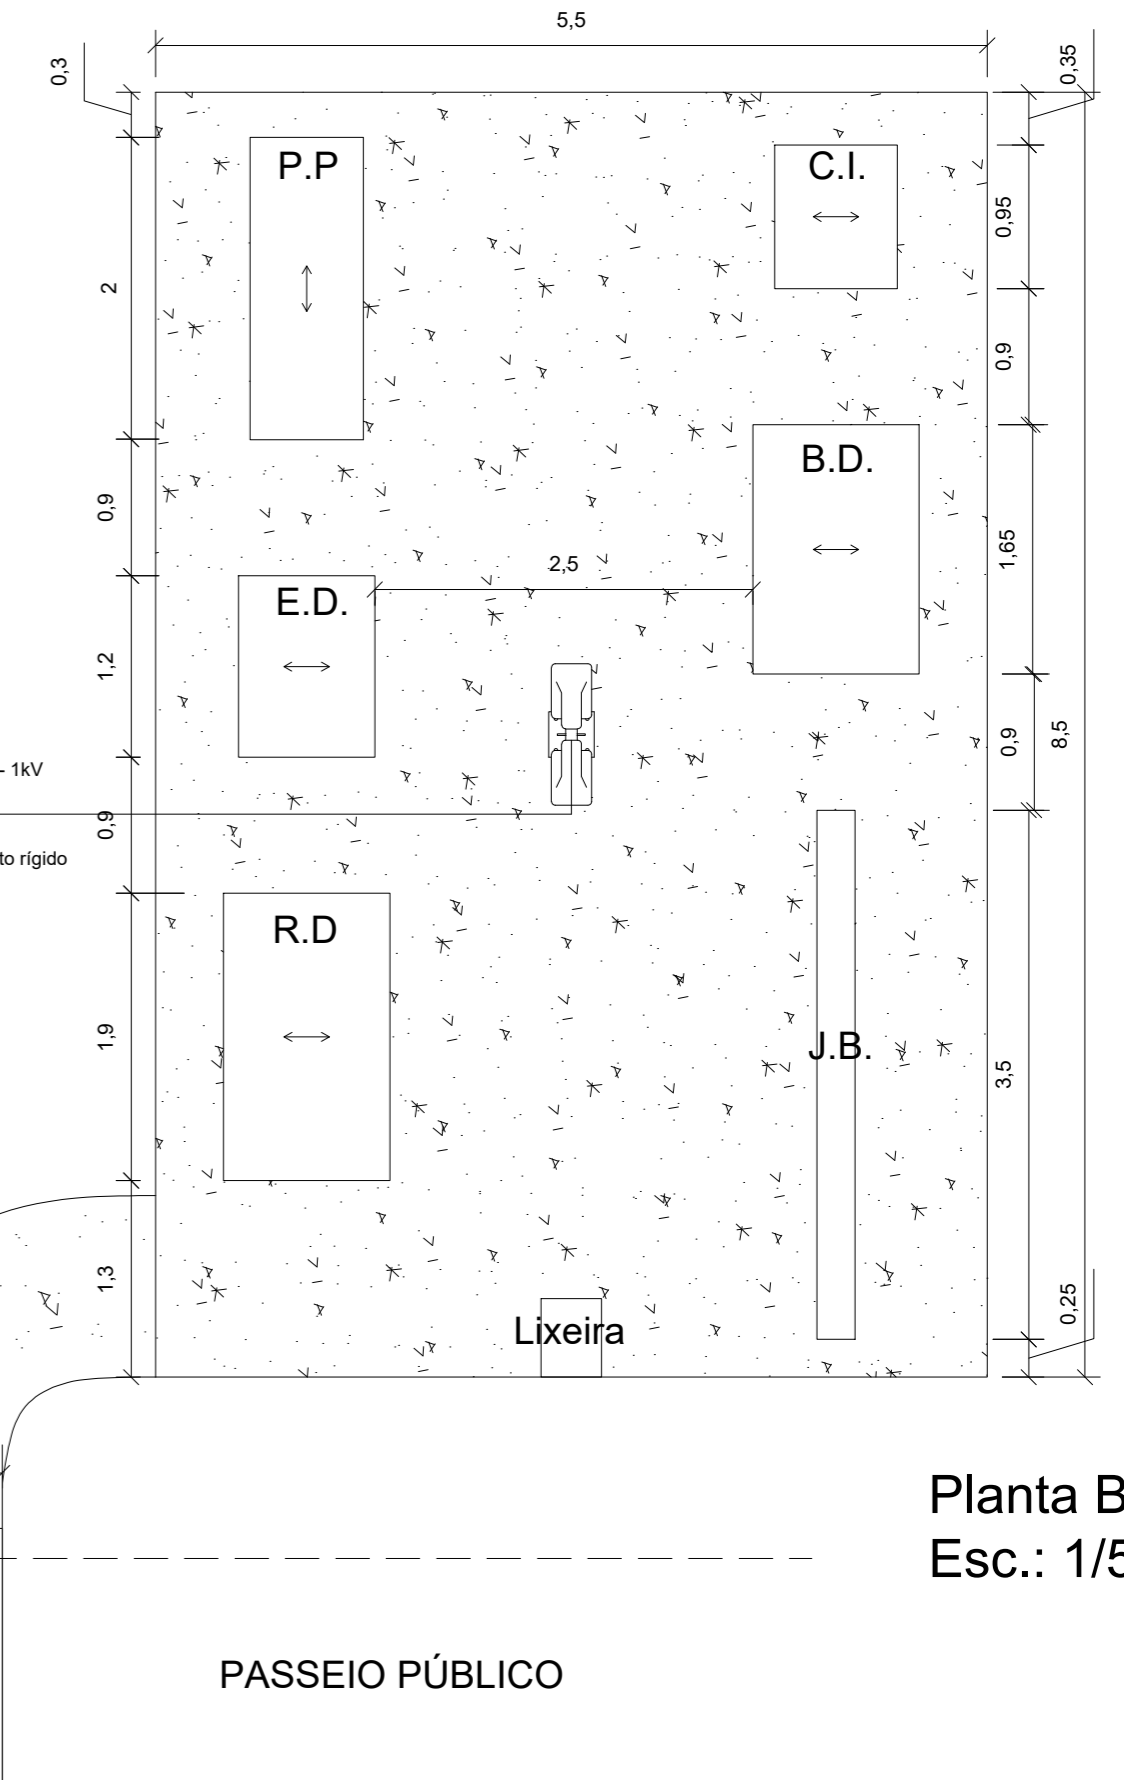 5,5
0,3
0,35
P.P
C.I.
0,95
2
0,9
B.D.
0,9
1,65
2,5
E.D.
1,2
0,9
8,5
- 1kV
0,9
to rígido
R.D
1,9
J.B.
3,5
1,3
0,25
Lixeira
Planta B
Esc.: 1/5
PASSEIO PÚBLICO